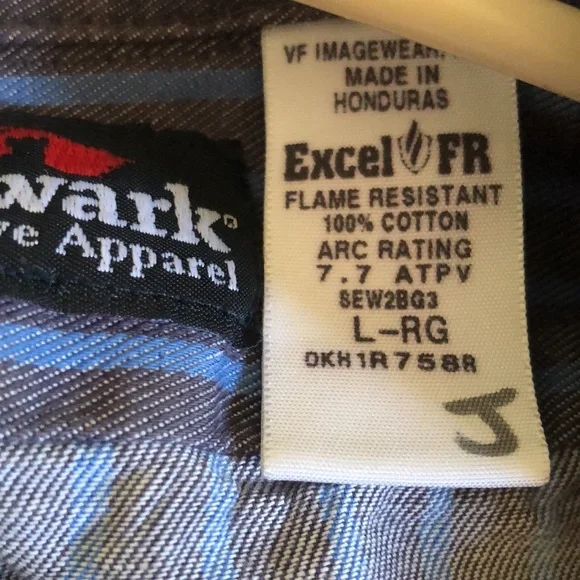 wark®
ve Apparel
VF IMAGEWEAR,
MADE IN
HONDURAS
Excel FR
FLAME RESISTANT
100% COTTON
ARC RATING
7.7 ATPV
SEW2BG3
L-RG
J